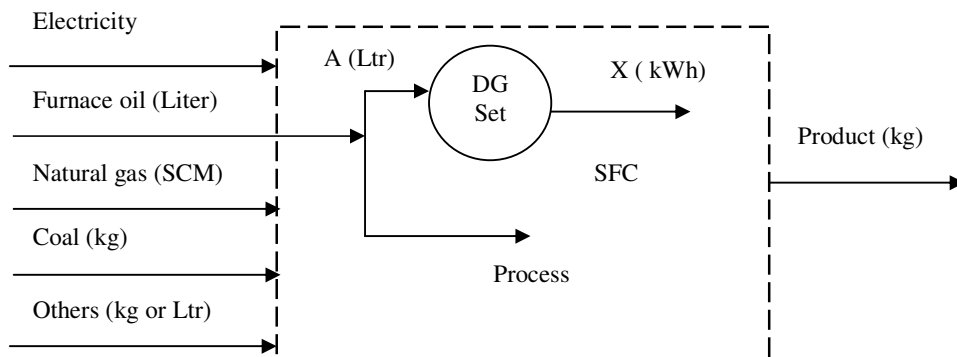 Electricity
A (Ltr)
DG
Set
X ( kWh)
Furnace oil (Liter)
Product (kg)
Natural gas (SCM)
SFC
Coal (kg)
Process
Others (kg or Ltr)